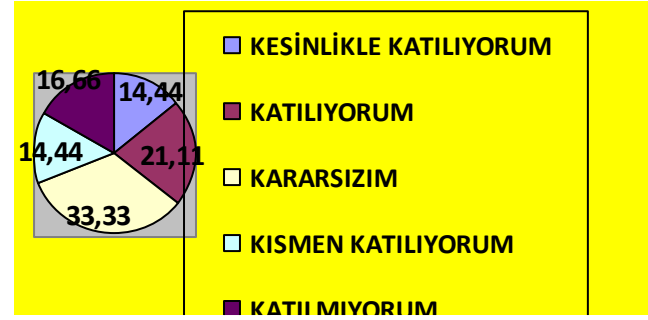 16,66
14,44
14,44
21,11
33,33
KESİNLİKLE KATILIYORUM
KATILIYORUM
KARARSIZIM
KISMEN KATILIYORUM
KATILMIYORUM